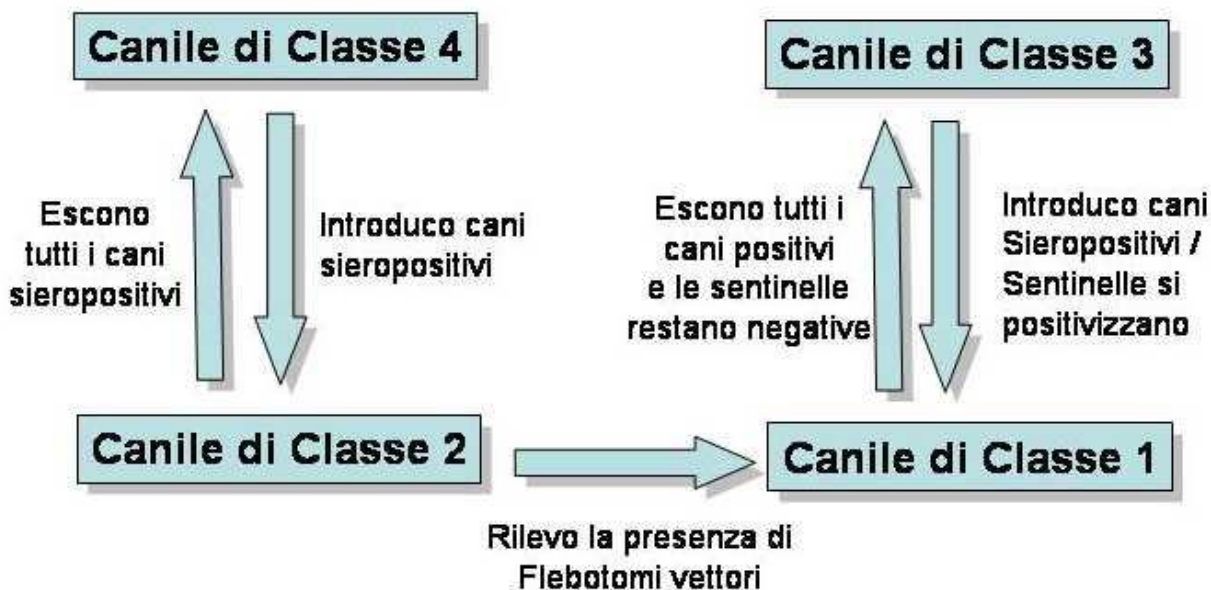 Canile di Classe 4
Canile di Classe 3
Escono
tutti i cani
sieropositivi
Introduco cani
sieropositivi
Escono tutti i
cani positivi
e le sentinelle
restano negative
Introduco cani
Sieropositivi /
Sentinelle si
positivizzano
Canile di Classe 2
Canile di Classe 1
Rilevo la presenza di
Flebotomi vettori